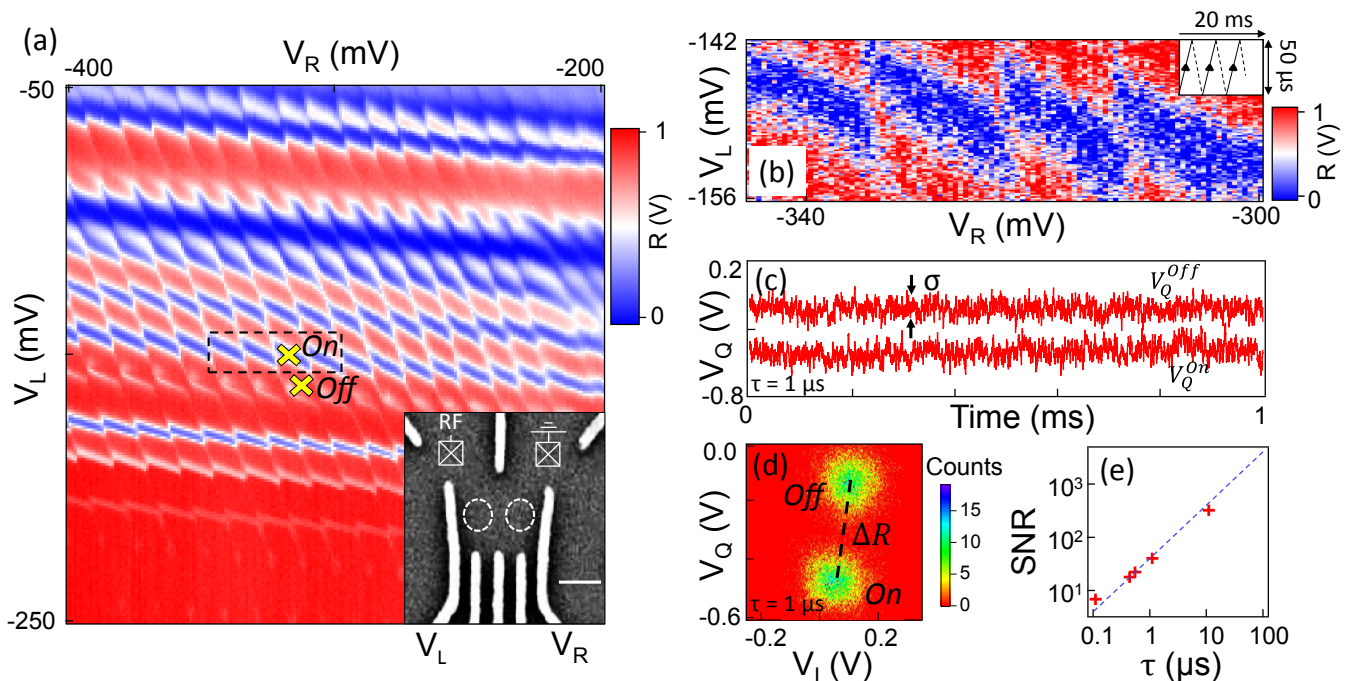 (a)
V_R (mV)
-400
-200
-50
V_L (mV)
-250
1
R (V)
0
On
Off
RF
V_L
V_R
-142
V_L (mV)
-156
(b)
20 ms
50 µs
1
R (V)
0
-340
V_R (mV)
-300
(c)
0.2
V_Q (V)
-0.8
σ
V_Q^{Off}
V_Q^{On}
τ = 1 µs
0
Time (ms)
1
(d)
0.0
V_Q (V)
-0.6
Off
ΔR
On
τ = 1 µs
-0.2
0.2
V_I (V)
Counts
15
10
5
0
(e)
SNR
10^3
10^2
10^1
0.1
1
10
100
τ (µs)